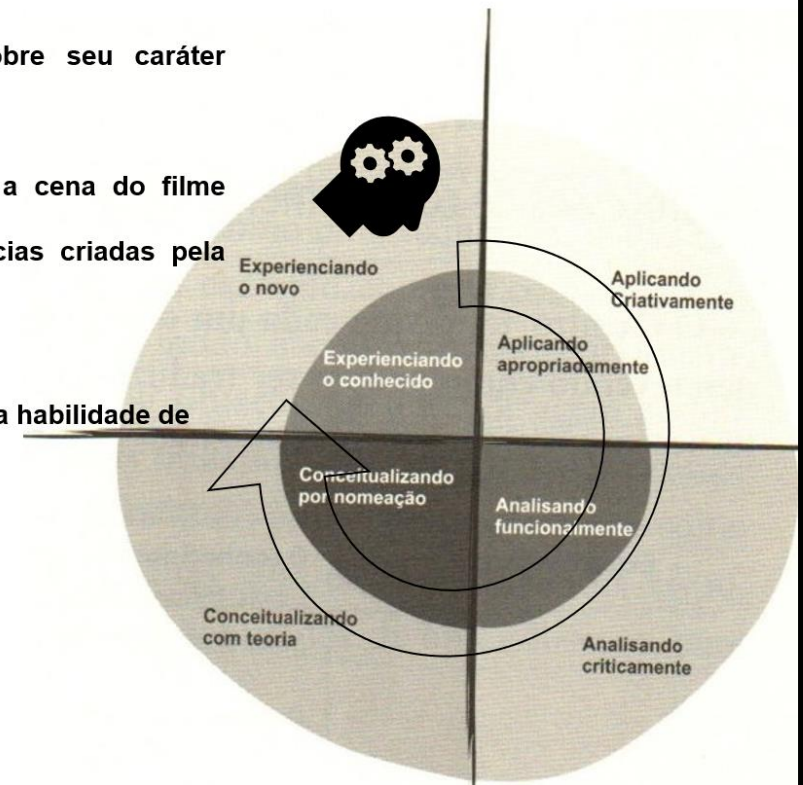 obre seu caráter
a cena do filme
cias criadas pela
a habilidade de
Experienciando
o novo
Aplicando
Criativamente
Experienciando
o conhecido
Aplicando
apropriadamente
Conceitualizando
por nomeação
Analisando
funcionalmente
Conceitualizando
com teoria
Analisando
criticamente